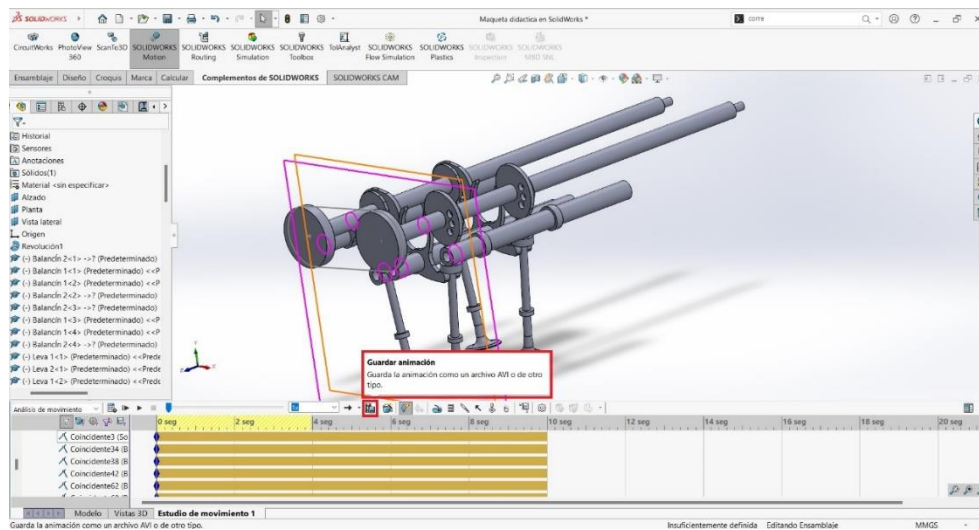 SOLIDWORKS
Maqueta didactica en SolidWorks *
corre
CircuitWorks PhotoView 360 ScanTo3D SOLIDWORKS Motion SOLIDWORKS Routing SOLIDWORKS Simulation SOLIDWORKS Toolbox TolAnalyst SOLIDWORKS Flow Simulation SOLIDWORKS Plastics SOLIDWORKS Inspection SOLIDWORKS MBD SNL
Ensamblaje Diseño Croquis Marca Calcular Complementos de SOLIDWORKS SOLIDWORKS CAM
Historial
Sensores
Anotaciones
Sólidos(1)
Material <sin especificar>
Alzado
Planta
Vista lateral
Origen
Revolución1
(-) Balancín 2<1> ->? (Predeterminado)
(-) Balancín 1<1> (Predeterminado) <<P
(-) Balancín 1<2> (Predeterminado) <<P
(-) Balancín 2<2> ->? (Predeterminado)
(-) Balancín 2<3> ->? (Predeterminado)
(-) Balancín 1<3> (Predeterminado) <<P
(-) Balancín 1<4> (Predeterminado) <<P
(-) Balancín 2<4> ->? (Predeterminado)
(-) Leva 1<1> (Predeterminado) <<Prede
(-) Leva 2<1> (Predeterminado) <<Prede
(-) Leva 1<2> (Predeterminado) <<Prede
Guardar animación
Guarda la animación como un archivo AVI o de otro
tipo.
Análisis de movimiento
0 seg 2 seg 4 seg 6 seg 8 seg 10 seg 12 seg 14 seg 16 seg 18 seg 20 seg
Coincidente3 (So
Coincidente34 (B
Coincidente38 (B
Coincidente42 (B
Coincidente62 (B
Modelo Vistas 3D Estudio de movimiento 1
Guarda la animación como un archivo AVI o de otro tipo.
Insuficientemente definida Editando Ensamblaje MMGS